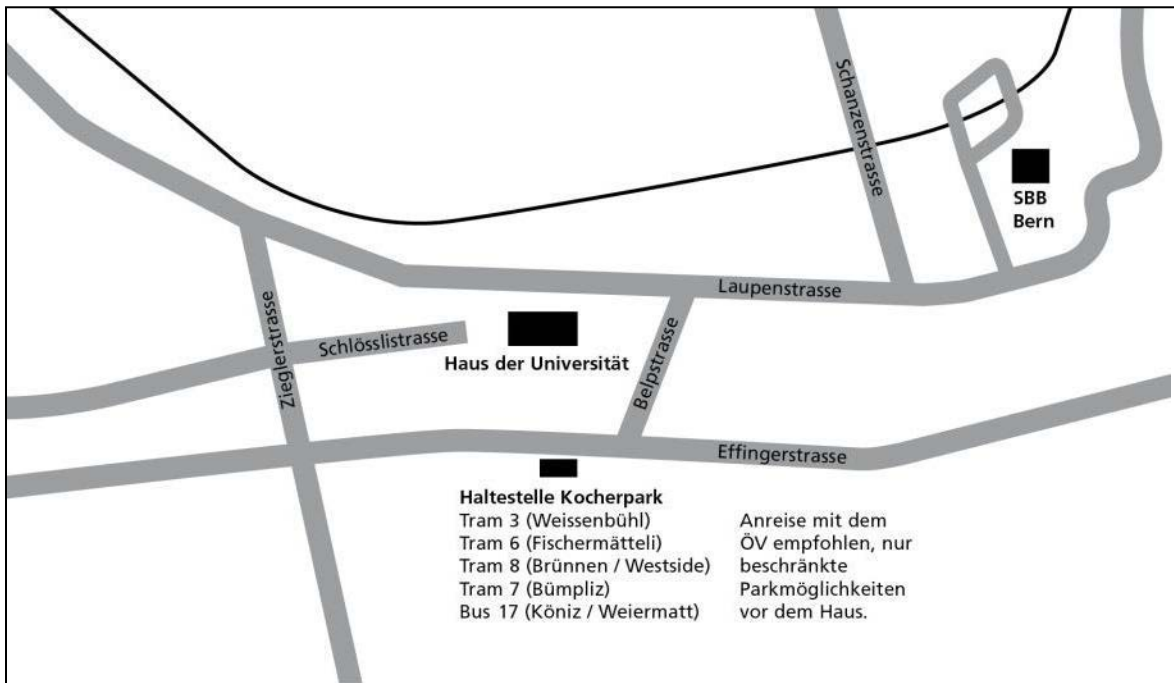 Schanzenstrasse
SBB
Bern
Laupenstrasse
Zieglerstrasse
Schlösslistrasse
Haus der Universität
Belpstrasse
Effingerstrasse
Haltestelle Kocherpark
Tram 3 (Weissenbühl)
Tram 6 (Fischermätteli)
Tram 8 (Brünnen / Westside)
Tram 7 (Bümpliz)
Bus 17 (Köniz / Weiermatt)
Anreise mit dem
ÖV empfohlen, nur
beschränkte
Parkmöglichkeiten
vor dem Haus.